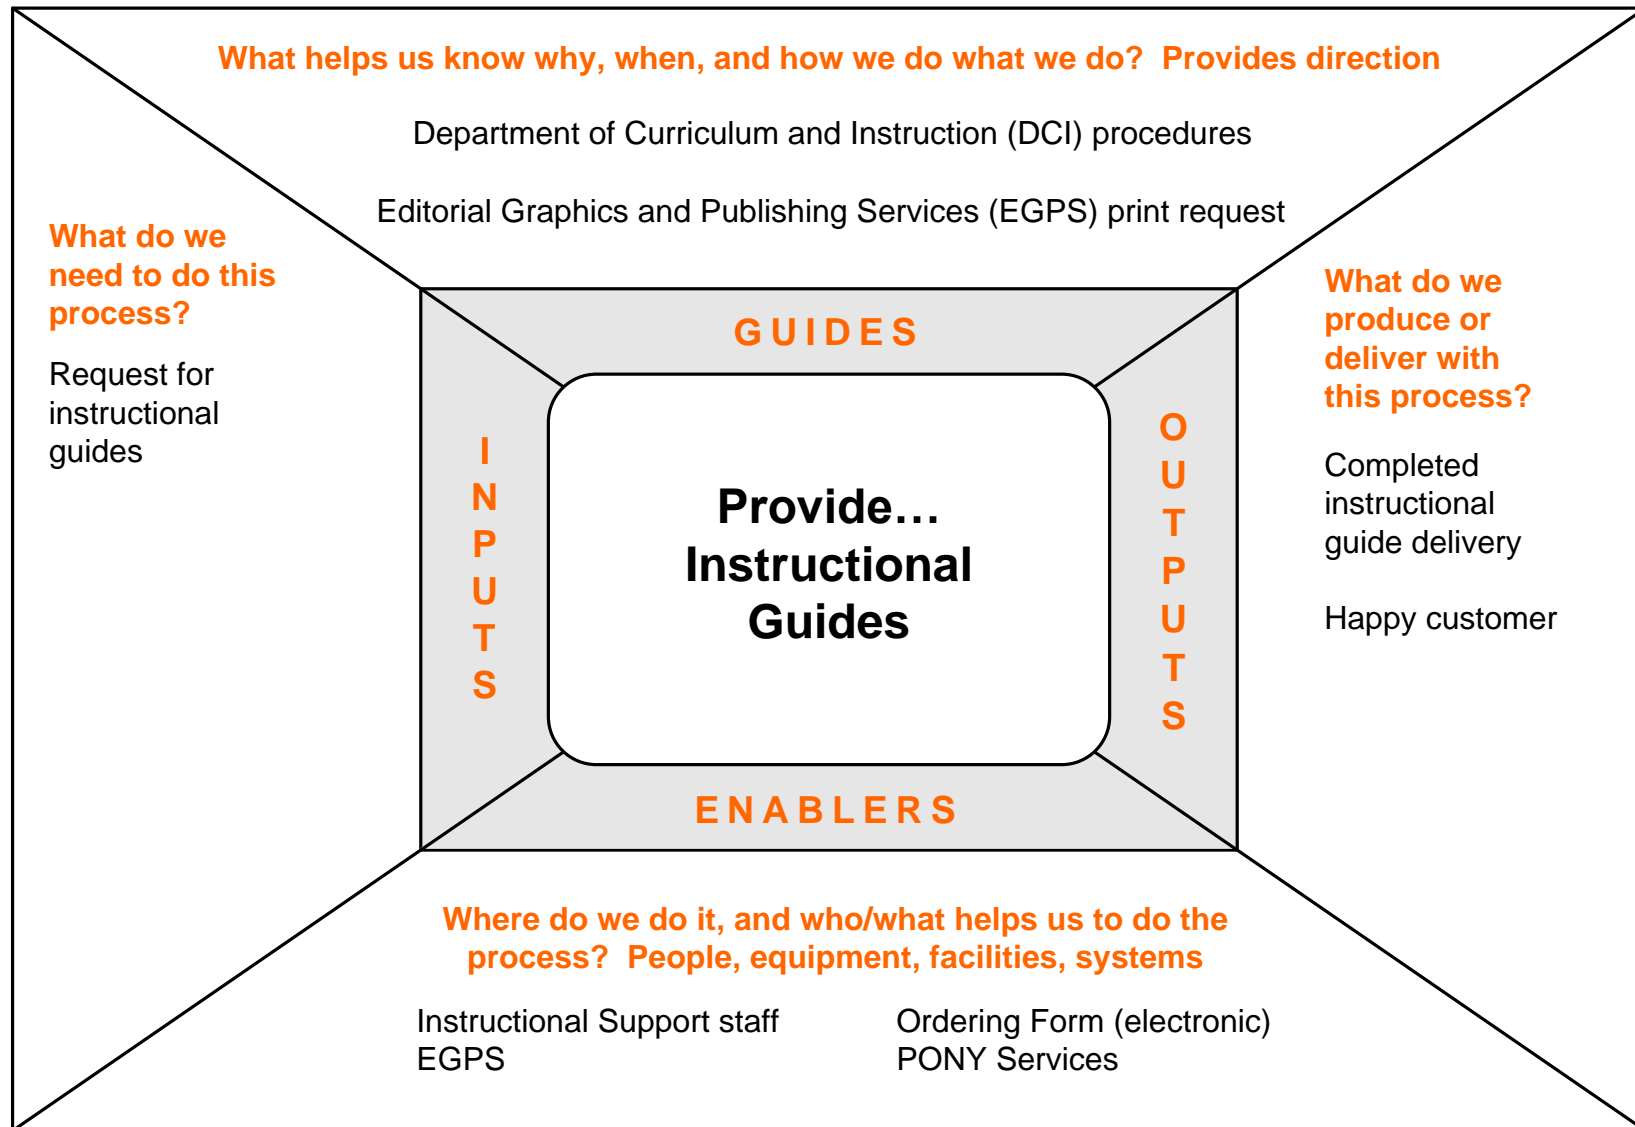 What helps us know why, when, and how we do what we do?  Provides direction
Department of Curriculum and Instruction (DCI) procedures
Editorial Graphics and Publishing Services (EGPS) print request
What do we
need to do this
process?
Request for
instructional
guides
GUIDES
INPUTS
Provide…
Instructional
Guides
OUTPUTS
ENABLERS
What do we
produce or
deliver with
this process?
Completed
instructional
guide delivery
Happy customer
Where do we do it, and who/what helps us to do the
process?  People, equipment, facilities, systems
Instructional Support staff
EGPS
Ordering Form (electronic)
PONY Services